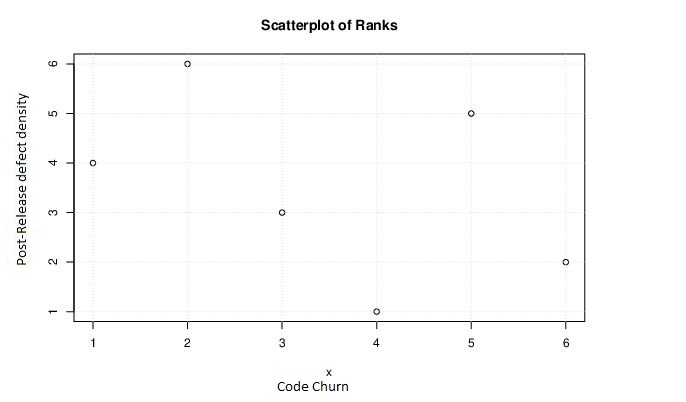 Scatterplot of Ranks
Post-Release defect density
6
5
4
3
2
1
1 2 3 4 5 6
x
Code Churn